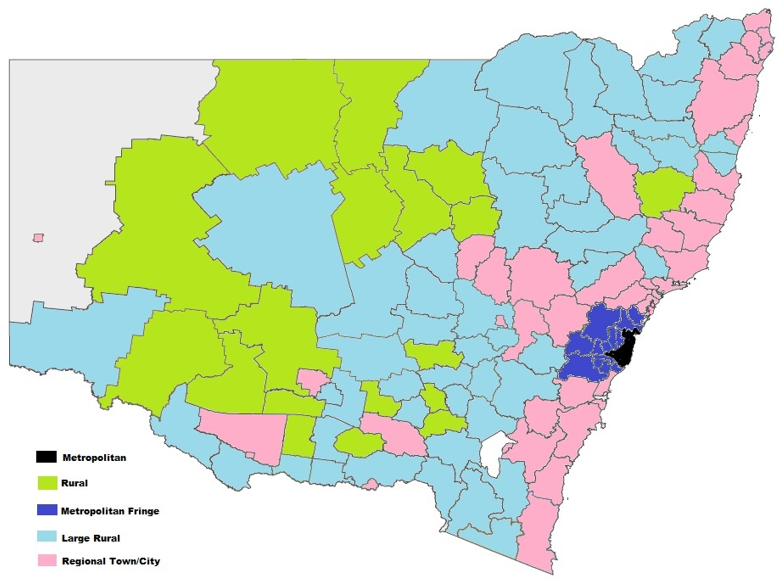 Metropolitan
Rural
Metropolitan Fringe
Large Rural
Regional Town/City